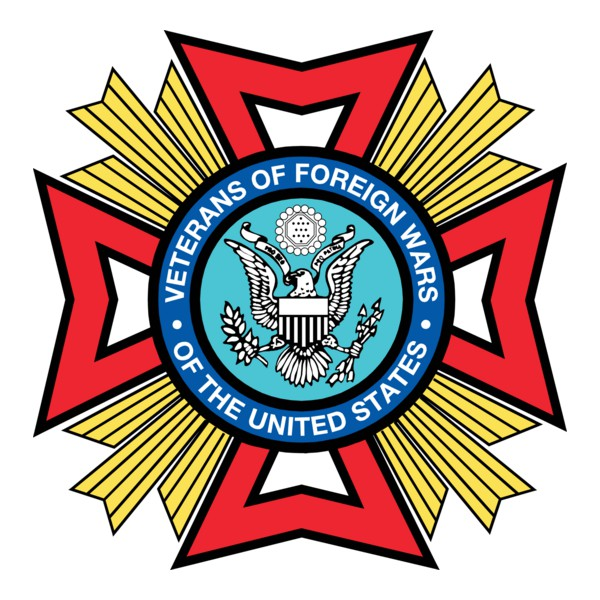 VETERANS OF FOREIGN WARS
OF THE UNITED STATES